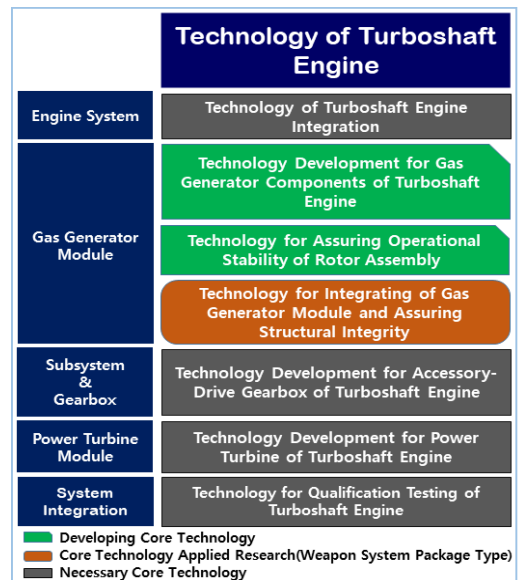 Technology of Turboshaft
Engine
Engine System
Technology of Turboshaft Engine
Integration
Gas Generator
Module
Technology Development for Gas
Generator Components of Turboshaft
Engine
Technology for Assuring Operational
Stability of Rotor Assembly
Technology for Integrating of Gas
Generator Module and Assuring
Structural Integrity
Subsystem
&
Gearbox
Technology Development for Accessory-
Drive Gearbox of Turboshaft Engine
Power Turbine
Module
Technology Development for Power
Turbine of Turboshaft Engine
System
Integration
Technology for Qualification Testing of
Turboshaft Engine
Developing Core Technology
Core Technology Applied Research(Weapon System Package Type)
Necessary Core Technology